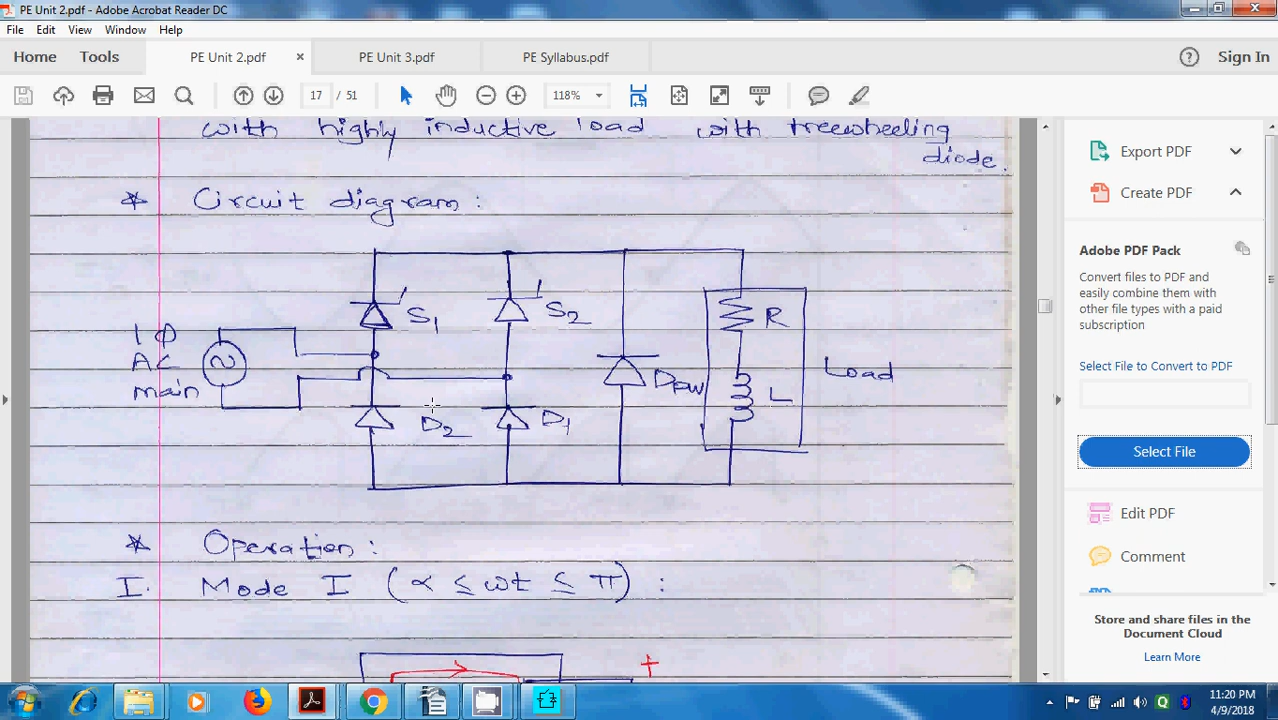 PE Unit 2.pdf - Adobe Acrobat Reader DC
File Edit View Window Help
Home Tools PE Unit 2.pdf × PE Unit 3.pdf PE Syllabus.pdf ? Sign In
17 / 51 118%
with highly inductive load with freewheeling
diode.
* Circuit diagram :
S1 S2
1 Φ
AC
main
R
L
Load
DFW
D2 D1
* Operation :
I. Mode I (α ≤ ωt ≤ π) :
+
Export PDF
Create PDF
Adobe PDF Pack
Convert files to PDF and
easily combine them with
other file types with a paid
subscription
Select File to Convert to PDF
Select File
Edit PDF
Comment
Store and share files in the
Document Cloud
Learn More
11:20 PM
4/9/2018